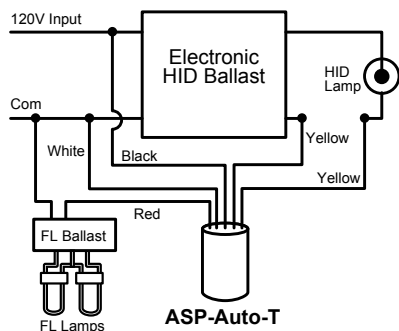 120V Input
Electronic
HID Ballast
HID
Lamp
Com
White
Black
Yellow
Yellow
Red
FL Ballast
FL Lamps
ASP-Auto-T